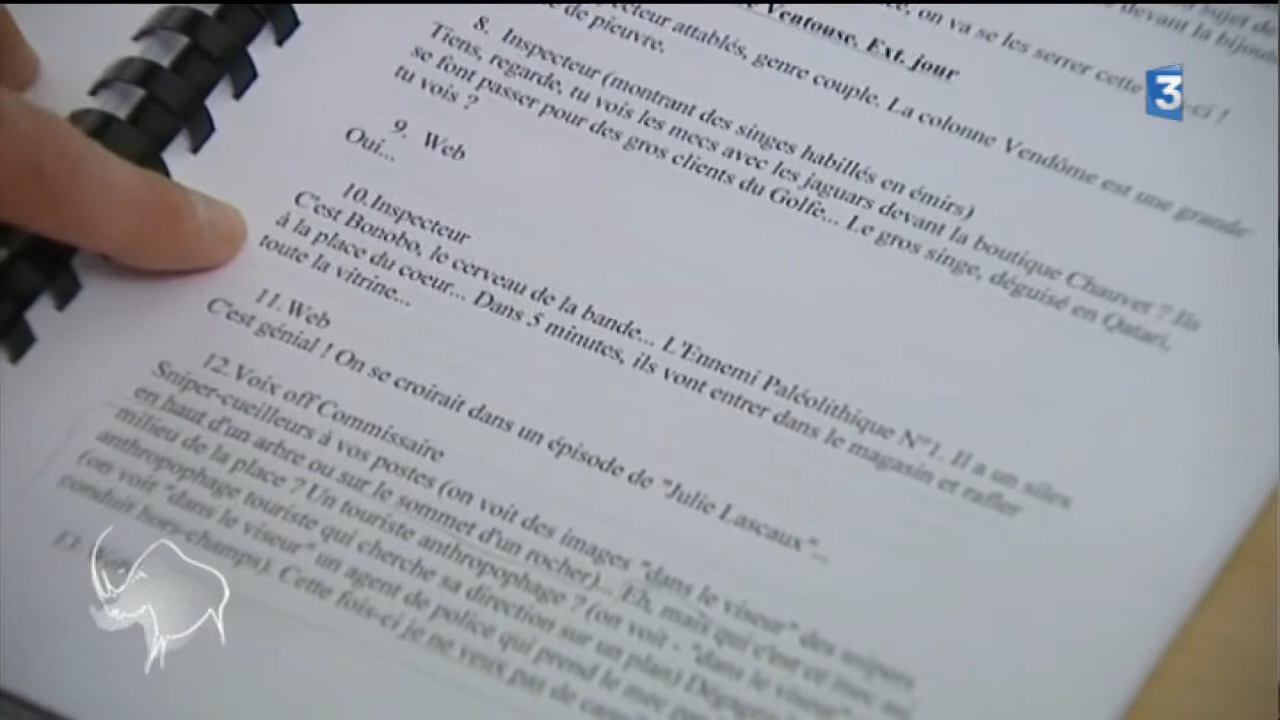 on va se les serrer cette
Ventouse. Ext. jour
attablés, genre couple. La colonne Vendôme est une grande
de pieuvre.
8. Inspecteur (montrant des singes habillés en émirs)
Tiens, regarde, tu vois les mecs avec les jaguars devant la boutique Chauvet ? Ils
se font passer pour des gros clients du Golfe... Le gros singe, déguisé en Qatari,
tu vois ?
9. Web
Oui...
10. Inspecteur
C'est Bonobo, le cerveau de la bande... L'Ennemi Paléolithique N°1. Il a un silex
à la place du coeur... Dans 5 minutes, ils vont entrer dans le magasin et rafler
toute la vitrine...
11. Web
C'est génial ! On se croirait dans un épisode de "Julie Lascaux"...
12. Voix off Commissaire
Sniper-cueilleurs à vos postes (on voit des images "dans le viseur" des snipers
en haut d'un arbre ou sur le sommet d'un rocher)... Eh, mais qui c'est ce mec, au
milieu de la place ? Un touriste anthropophage ? (on voit - "dans le viseur"
anthropophage touriste qui cherche sa direction sur un plan)
(on voit "dans le viseur" un agent de police qui prend le mec
conduit hors-champs). Cette fois-ci je ne veux pas de
13.
3